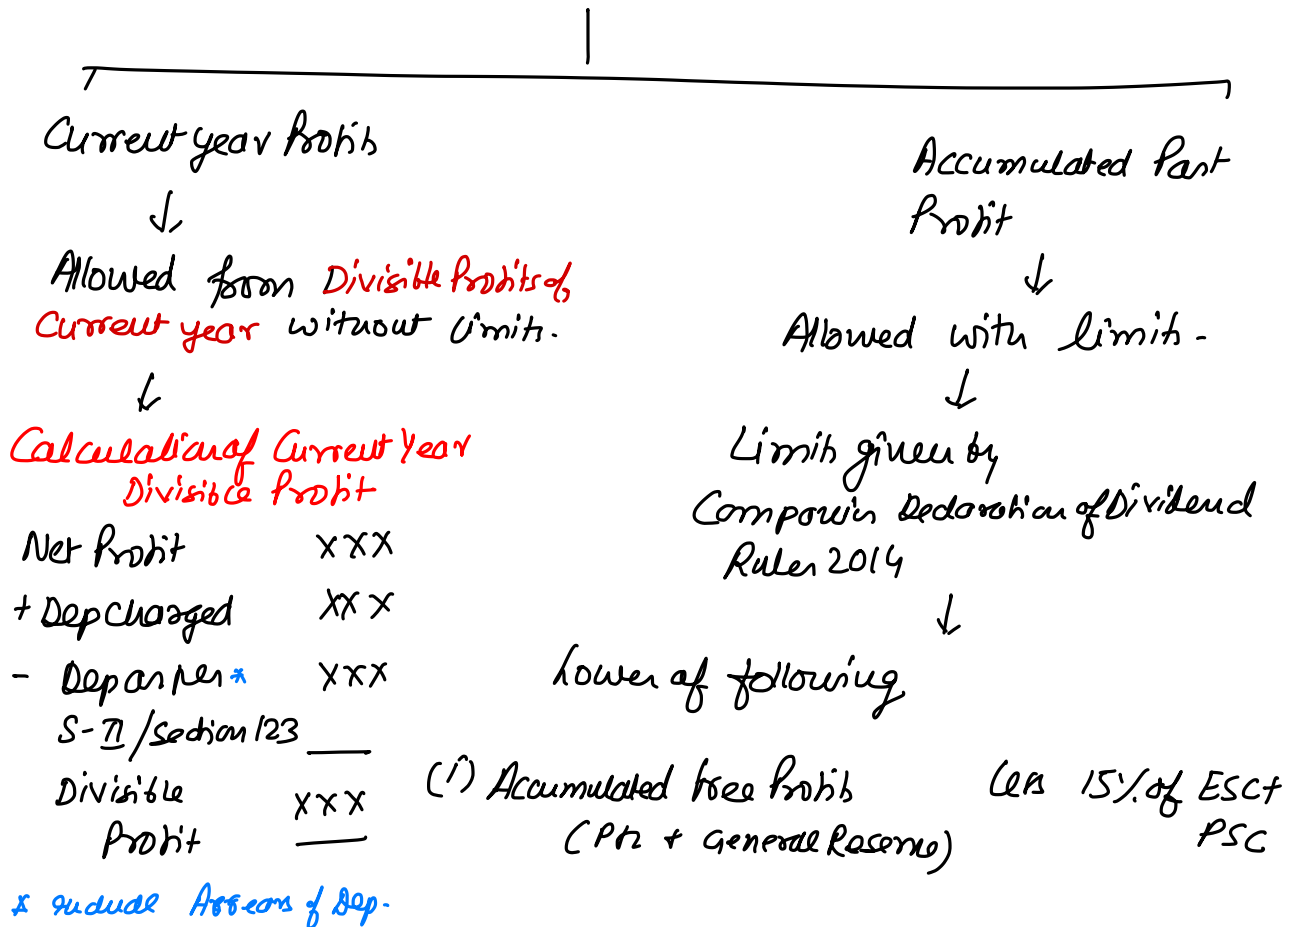 Current year Profits
↓
Allowed from Divisible Profits of
Current year without limits.
↓
Calculation of Current Year
Divisible Profit
Net Profit xxx
+ Dep Charged xxx
- Dep as per * xxx
S-II/Section 123
Divisible
Profit xxx
* include Arrears of Dep.
Accumulated Past
Profit
↓
Allowed with limits -
↓
Limits given by
Companies Declaration of Dividend
Rules 2014
↓
Lower of following
(i) Accumulated free Profits Less 15% of ESC+
(P&L + General Reserve) PSC